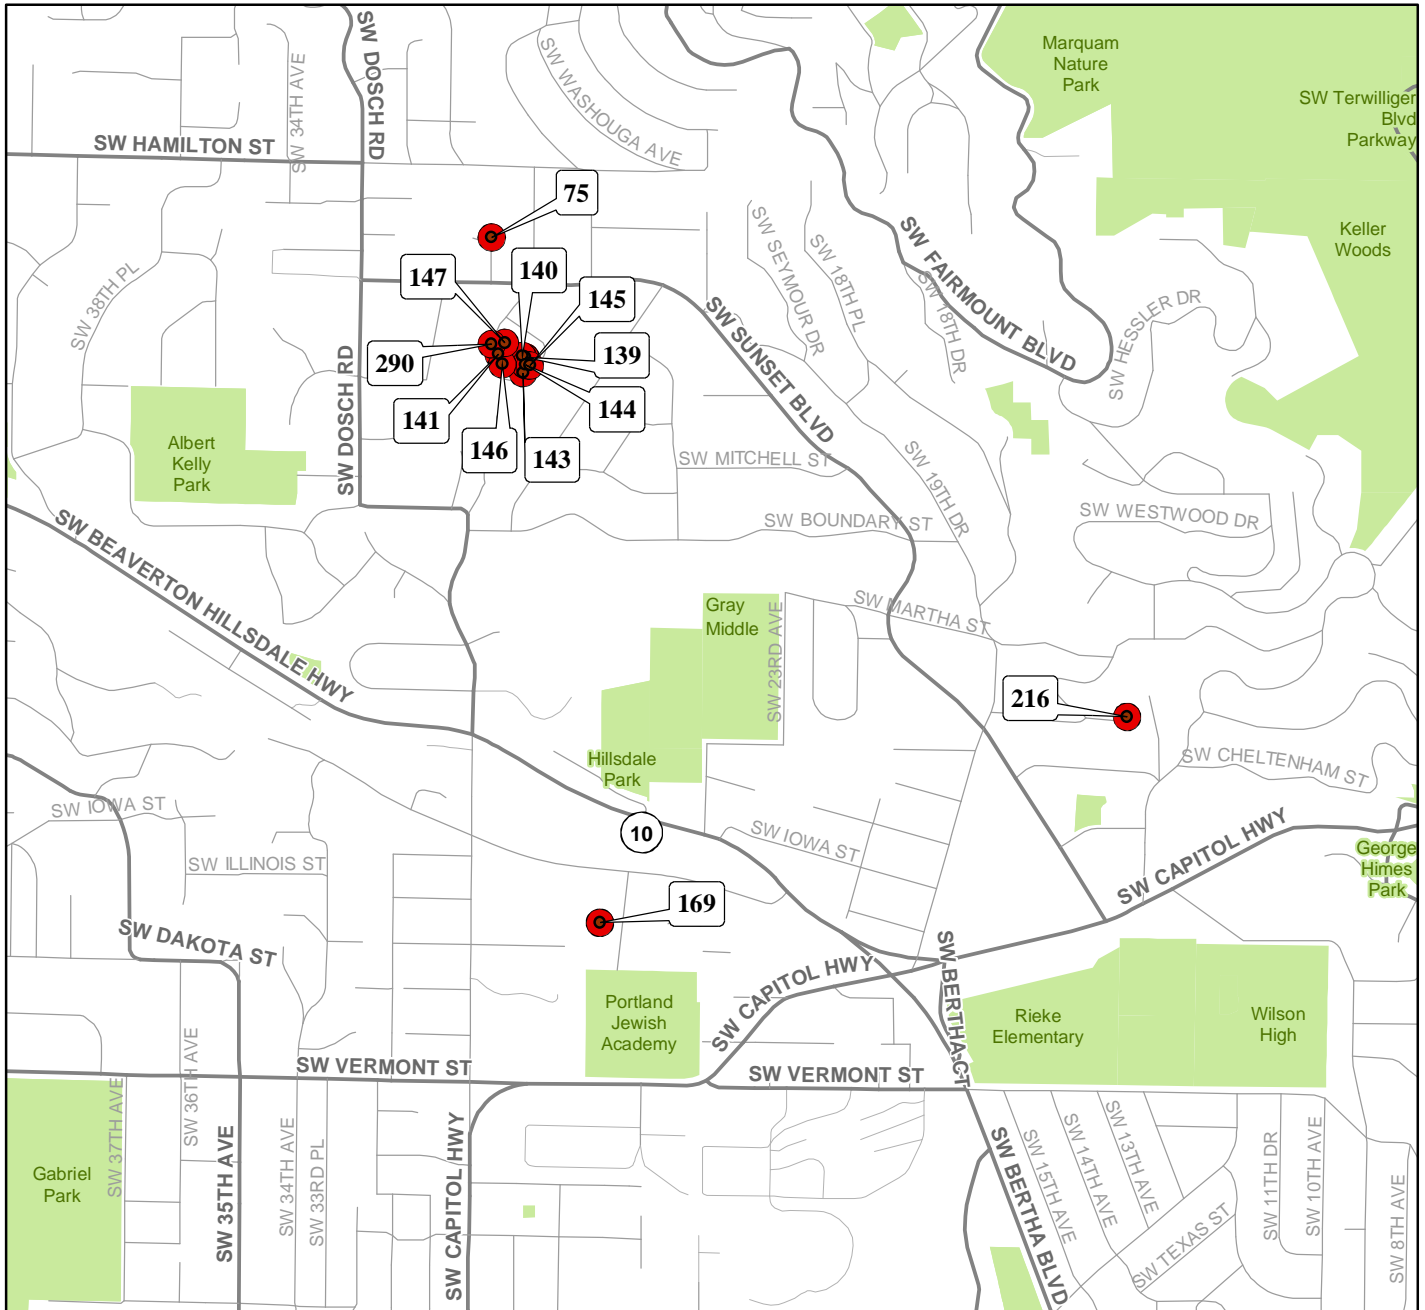 SW DOSCH RD
SW 34TH AVE
SW HAMILTON ST
SW WASHOUGA AVE
Marquam
Nature
Park
SW Terwilliger
Blvd
Parkway
Keller
Woods
75
147
140
145
290
139
141
144
146
143
SW 38TH PL
SW DOSCH RD
SW SEYMOUR DR
SW 18TH PL
SW FAIRMOUNT BLVD
SW 18TH DR
SW HESSLER DR
SW SUNSET BLVD
Albert
Kelly
Park
SW MITCHELL ST
SW 19TH DR
SW BOUNDARY ST
SW WESTWOOD DR
SW BEAVERTON HILLSDALE HWY
Gray
Middle
SW 23RD AVE
SW MARTHA ST
216
Hillsdale
Park
SW CHELTENHAM ST
SW IOWA ST
10
SW IOWA ST
SW ILLINOIS ST
SW CAPITOL HWY
George
Himes
Park
169
SW DAKOTA ST
SW CAPITOL HWY
SW BERTHA CT
Portland
Jewish
Academy
Rieke
Elementary
Wilson
High
SW VERMONT ST
SW VERMONT ST
Gabriel
Park
SW 37TH AVE
SW 36TH AVE
SW 35TH AVE
SW 34TH AVE
SW 33RD PL
SW CAPITOL HWY
SW BERTHA BLVD
SW 15TH AVE
SW 14TH AVE
SW 13TH AVE
SW TEXAS ST
SW 11TH DR
SW 10TH AVE
SW 8TH AVE